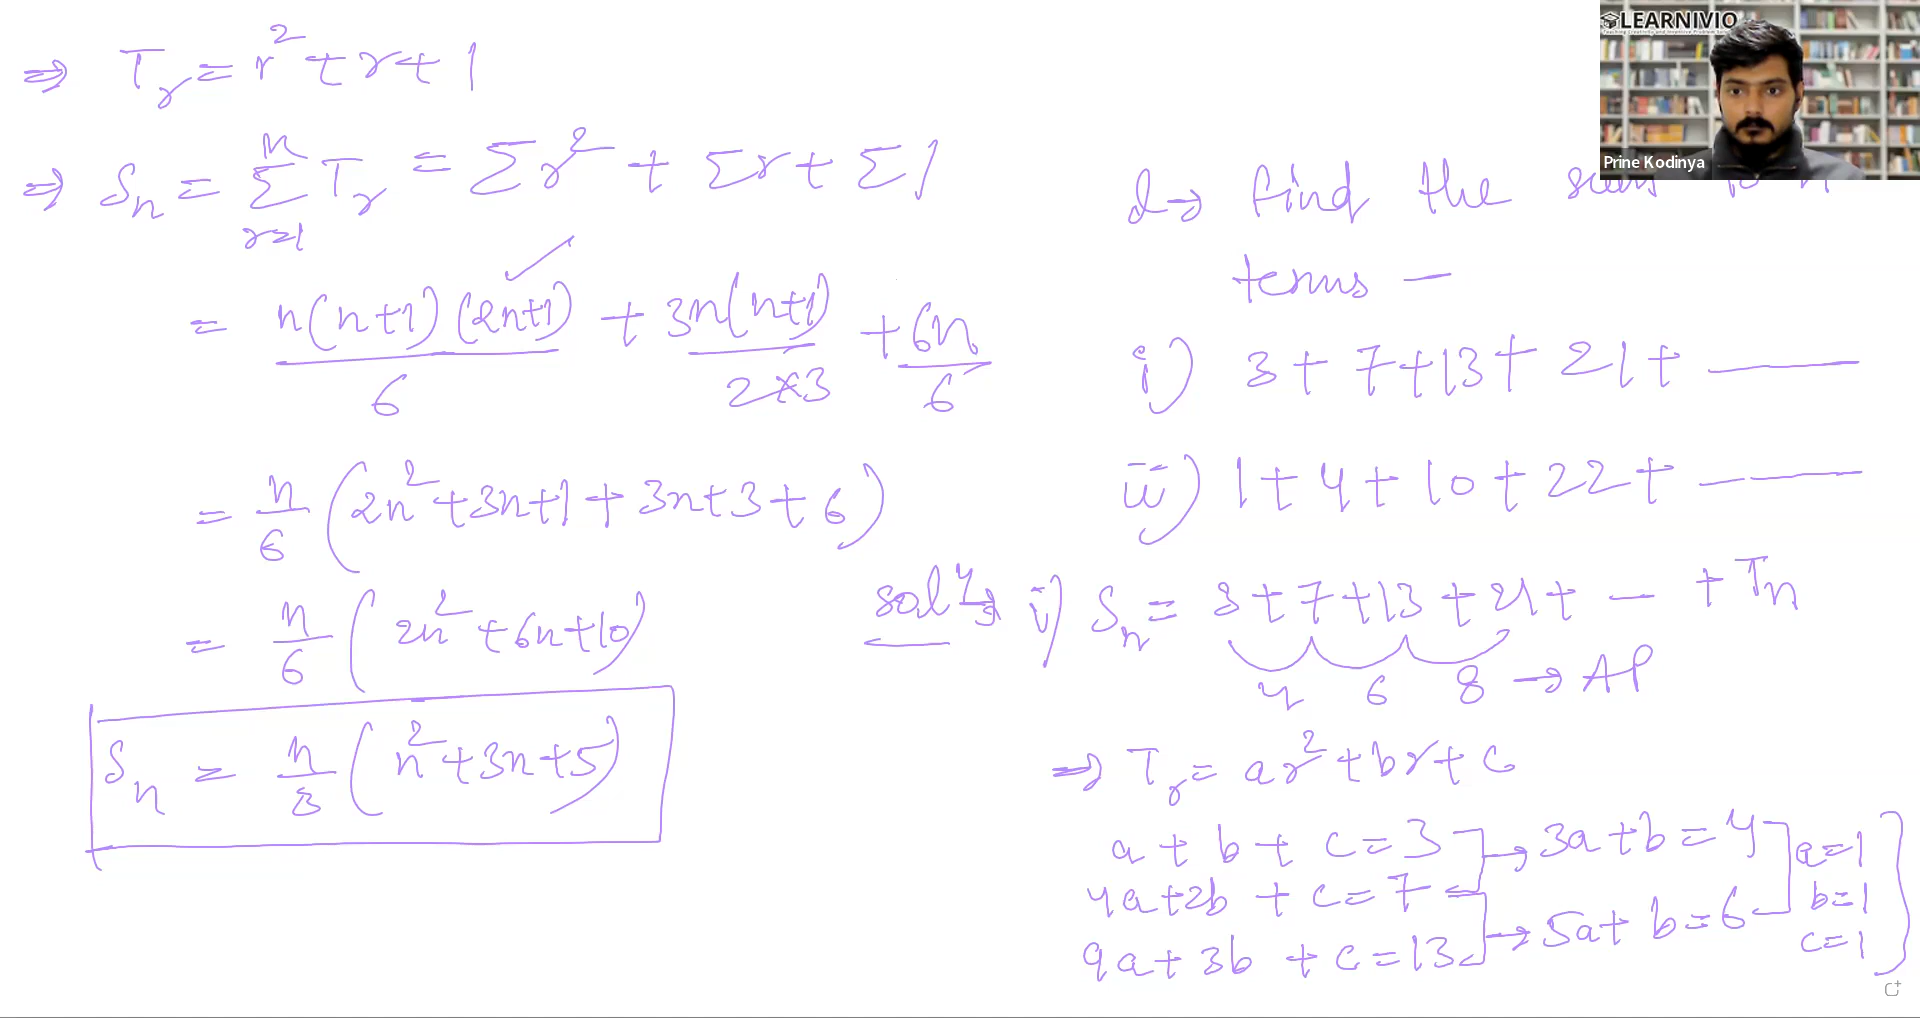 ⇒ Tᵣ = r² + r + 1
⇒ Sₙ = Σ(r=1 to n) Tᵣ = Σr² + Σr + Σ1
= n(n+1)(2n+1)/6 + 3n(n+1)/(2×3) + 6n/6
= n/6 (2n² + 3n + 1 + 3n + 3 + 6)
= n/6 (2n² + 6n + 10)
Sₙ = n/3 (n² + 3n + 5)
LEARNIVIO
Prine Kodinya
→ find the
terms —
i) 3 + 7 + 13 + 21 + ———
ii) 1 + 4 + 10 + 22 + ———
solⁿ→ i) Sₙ = 3 + 7 + 13 + 21 + — + Tₙ
4 6 8 → AP
⇒ Tᵣ = ar² + br + c
a + b + c = 3 → 3a + b = 4
4a + 2b + c = 7
9a + 3b + c = 13 → 5a + b = 6
a = 1
b = 1
c = 1